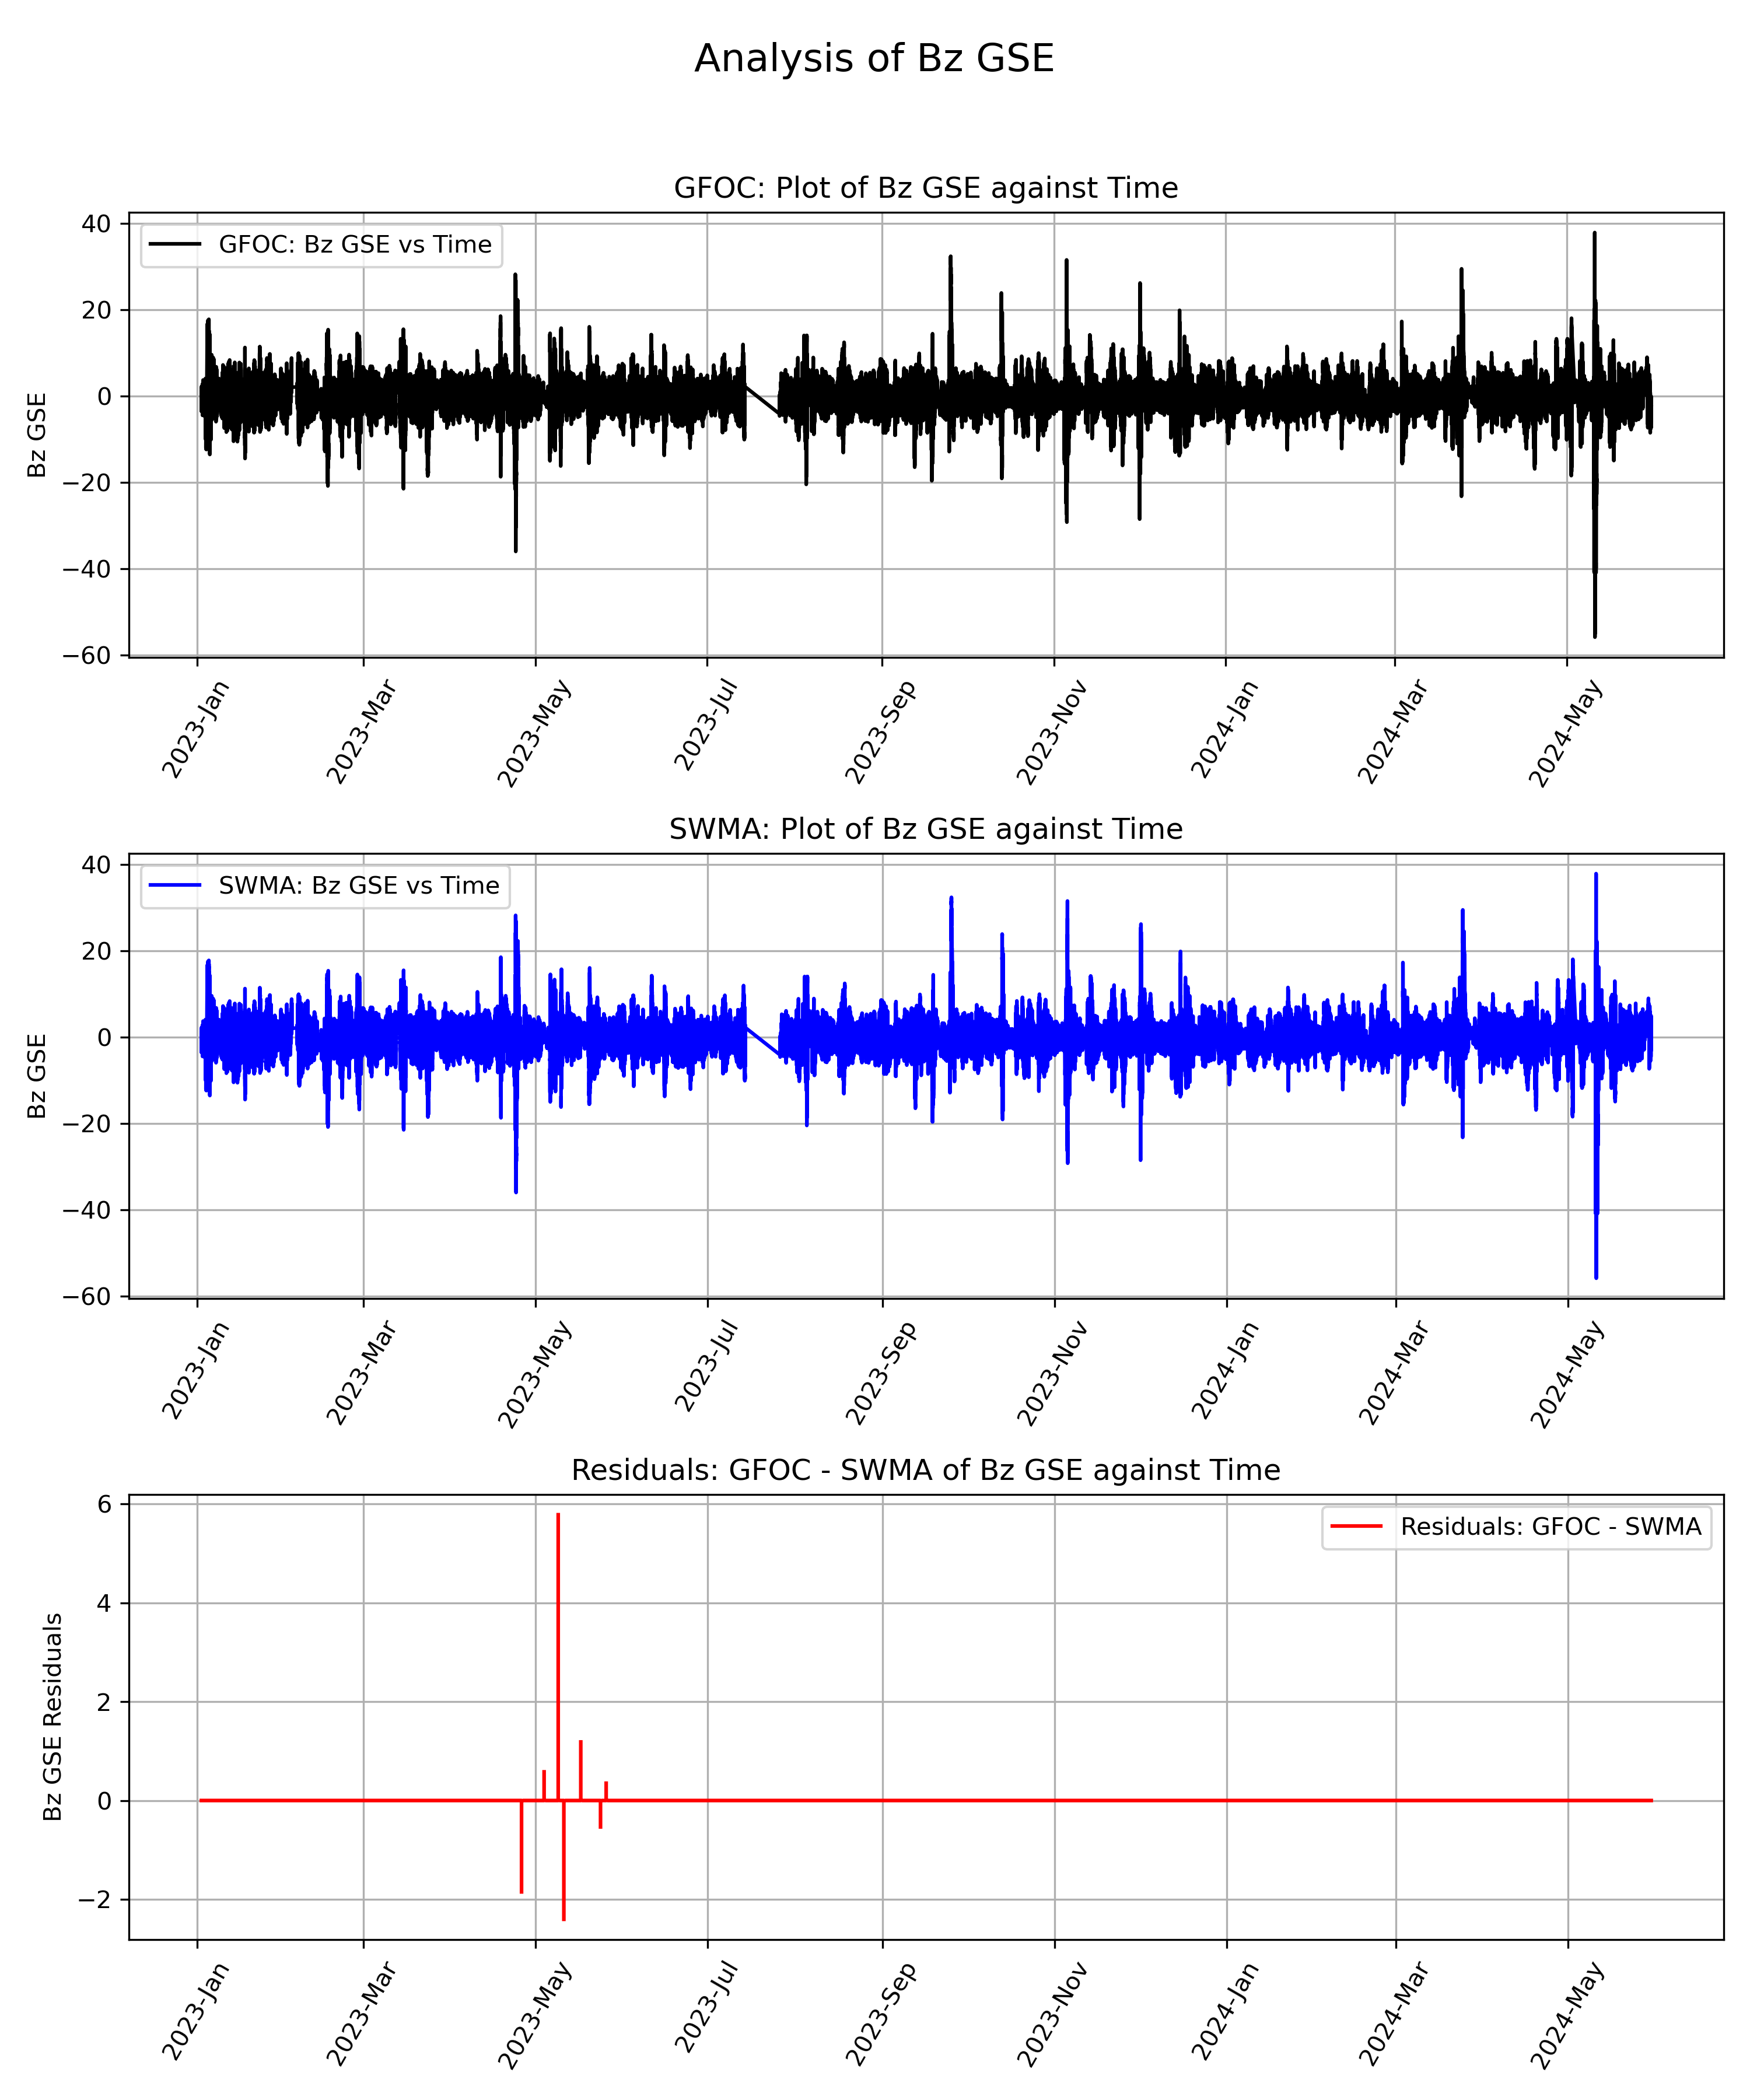 Analysis of Bz GSE
GFOC: Plot of Bz GSE against Time
GFOC: Bz GSE vs Time
Bz GSE
40
20
0
−20
−40
−60
2023-Jan
2023-Mar
2023-May
2023-Jul
2023-Sep
2023-Nov
2024-Jan
2024-Mar
2024-May
SWMA: Plot of Bz GSE against Time
SWMA: Bz GSE vs Time
Bz GSE
40
20
0
−20
−40
−60
2023-Jan
2023-Mar
2023-May
2023-Jul
2023-Sep
2023-Nov
2024-Jan
2024-Mar
2024-May
Residuals: GFOC - SWMA of Bz GSE against Time
Residuals: GFOC - SWMA
Bz GSE Residuals
6
4
2
0
−2
2023-Jan
2023-Mar
2023-May
2023-Jul
2023-Sep
2023-Nov
2024-Jan
2024-Mar
2024-May